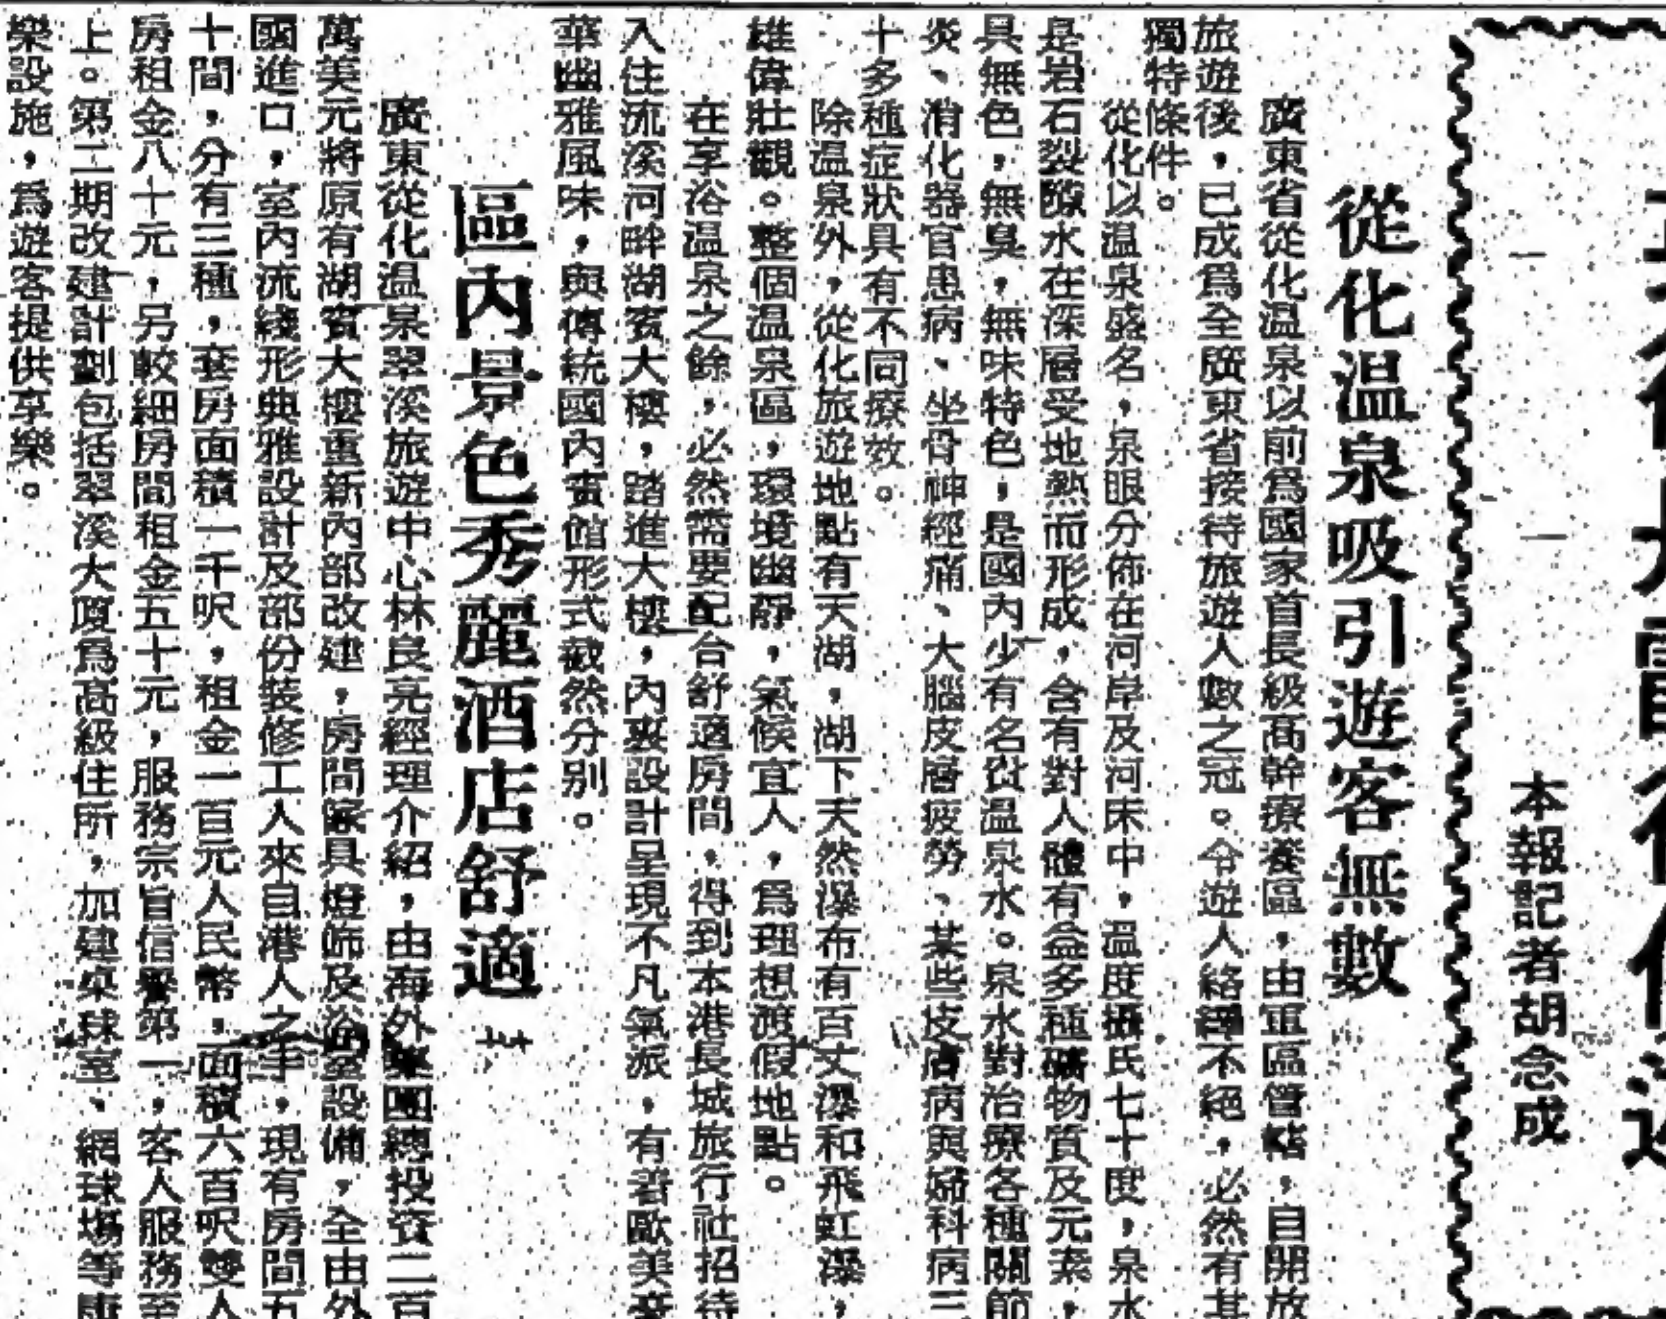 本報記者胡念成
從化温泉吸引遊客無數
廣東省從化温泉以前為國家首長級高幹療養區，由軍區管轄，自開放
旅遊後，已成為全廣東省接待旅遊人數之冠。令遊人絡繹不絕，必然有其
獨特條件。
從化以温泉盛名，泉眼分佈在河岸及河床中，温度攝氏七十度，泉水
是岩石裂隙水在深層受地熱而形成，含有對人體有益多種礦物質及元素，
具無色，無臭，無味特色，是國內少有名貴温泉水。泉水對治療各種關節
炎、消化器官患病、坐骨神經痛、大腦皮層疲勞、某些皮膚病與婦科病三
十多種症狀具有不同療效。
除温泉外，從化旅遊地點有天湖，湖下天然瀑布有百丈瀑和飛虹瀑，
雄偉壯觀。整個温泉區，環境幽靜，氣候宜人，為理想渡假地點。
在享浴温泉之餘，必然需要配合舒適房間，得到本港長城旅行社招待
入住流溪河畔湖賓大樓，踏進大樓，內裏設計呈現不凡氣派，有着歐美豪
華幽雅風味，與傳統國內賓館形式截然分別。
區內景色秀麗酒店舒適
廣東從化温泉翠溪旅遊中心林良亮經理介紹，由海外集團總投資二百
萬美元將原有湖賓大樓重新內部改建，房間傢具燈飾及浴室設備，全由外
國進口，室內流綫形典雅設計及部份裝修工人來自港人之手，現有房間五
十間，分有三種，套房面積一千呎，租金一百元人民幣，面積六百呎雙人
房租金八十元，另較細房間租金五十元，服務宗旨信譽第一，客人服務至
上。第二期改建計劃包括翠溪大廈為高級住所，加建桌球室、網球場等康
樂設施，為遊客提供享樂。